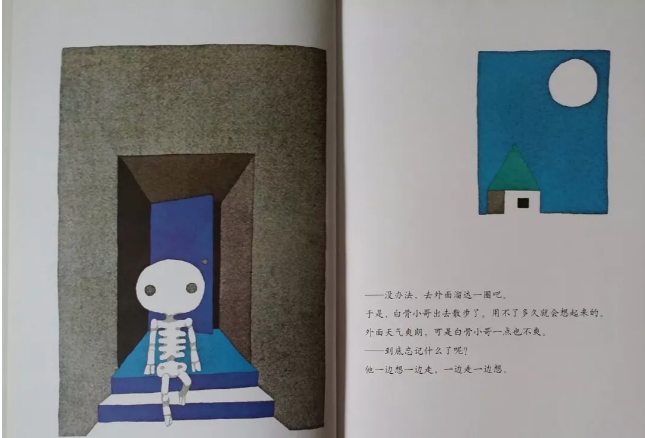 ——没办法，去外面溜达一圈吧。
于是，白骨小哥出去散步了，用不了多久就会想起来的。
外面天气爽朗，可是白骨小哥一点也不爽。
——到底忘记什么了呢？
他一边想一边走，一边走一边想。